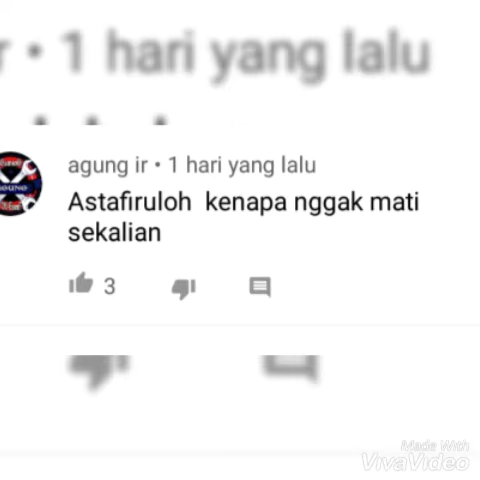 r • 1 hari yang lalu
agung ir • 1 hari yang lalu
Astafiruloh kenapa nggak mati
sekalian
3
Made With
VivaVideo